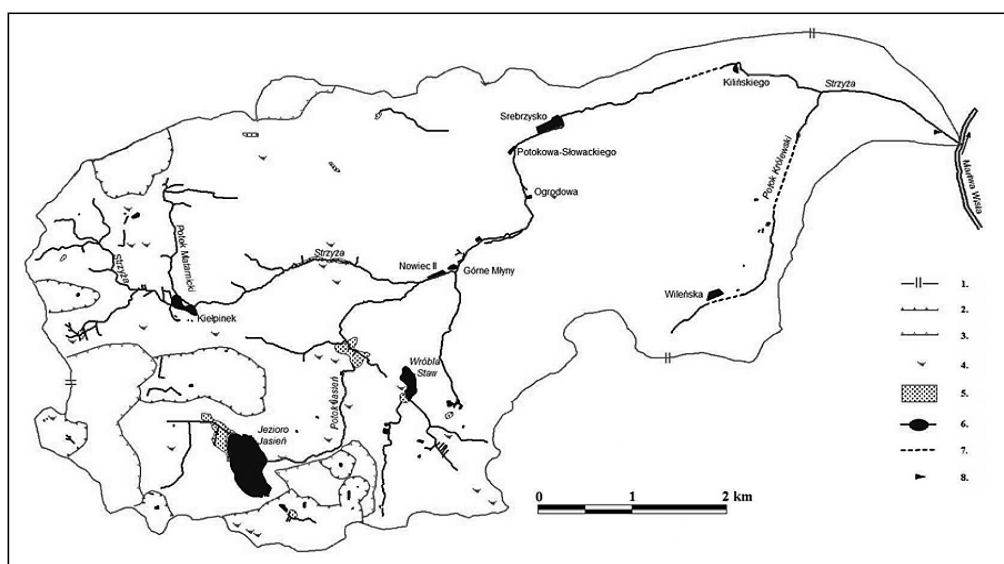 Kilińskiego
Strzyża
Srebrzysko
Potokowa-Słowackiego
Potok Królewski
Martwa Wisła
Ogrodowa
Strzyża
Potok Matarnicki
Strzyża
Nowiec II
Górne Młyny
Wileńska
Kiełpinek
Wróbla
Staw
Potok Jasień
Jezioro
Jasień
1.
2.
3.
4.
5.
6.
7.
8.
0 1 2 km